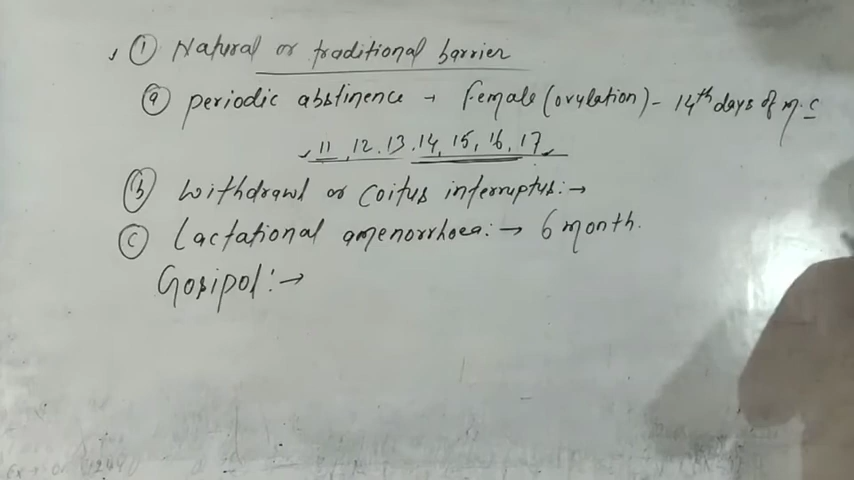 ① Natural or traditional barrier
ⓐ periodic abstinence → Female (ovulation) - 14th days of m.c
11, 12, 13, 14, 15, 16, 17
ⓑ withdrawl or coitus interruptus:→
ⓒ Lactational amenorrhoea:→ 6 month.
Gosipol:→